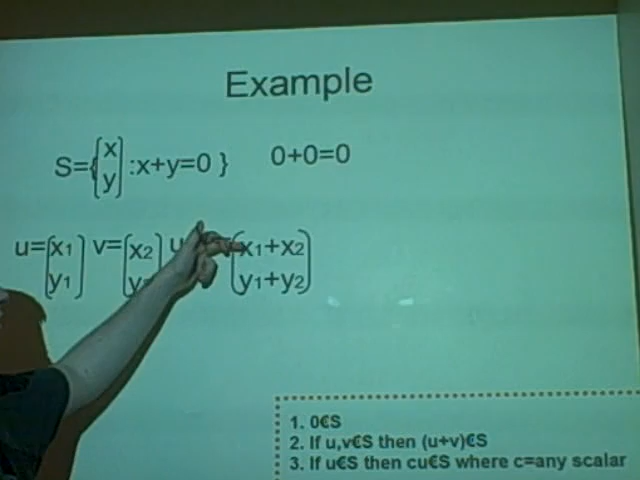 Example
S={[x y] :x+y=0 } 0+0=0
u=[x1 y1] v=[x2 [x1+x2 y1+y2]
1. 0€S
2. If u,v€S then (u+v)€S
3. If u€S then cu€S where c=any scalar